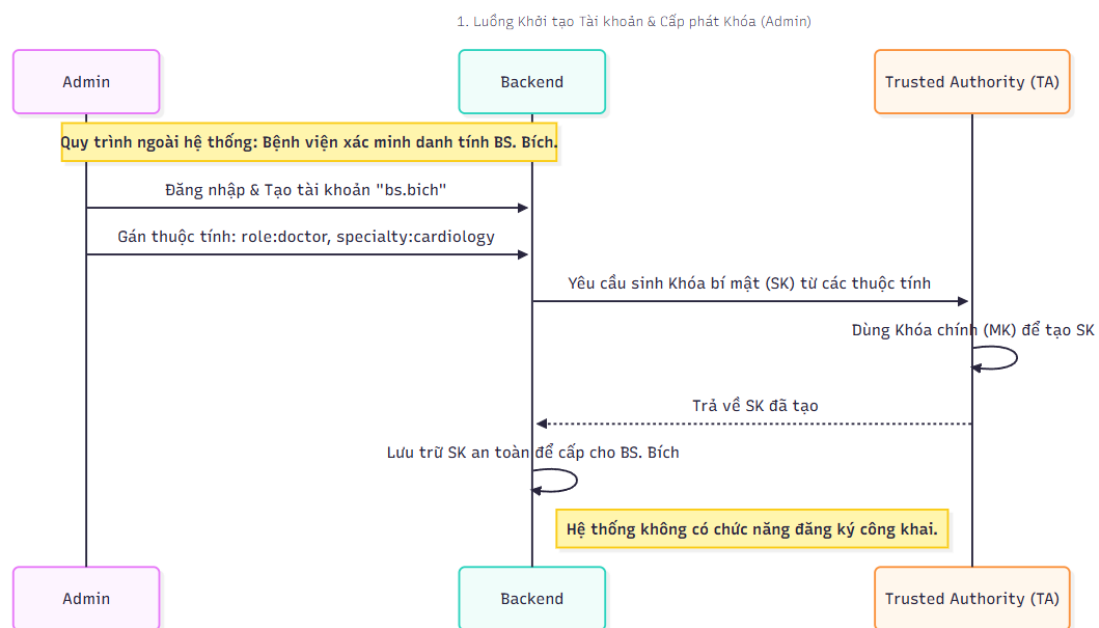 1. Luồng Khởi tạo Tài khoản & Cấp phát Khóa (Admin)
Admin
Backend
Trusted Authority (TA)
Quy trình ngoài hệ thống: Bệnh viện xác minh danh tính BS. Bích.
Đăng nhập & Tạo tài khoản "bs.bich"
Gán thuộc tính: role:doctor, specialty:cardiology
Yêu cầu sinh Khóa bí mật (SK) từ các thuộc tính
Dùng Khóa chính (MK) để tạo SK
Trả về SK đã tạo
Lưu trữ SK an toàn để cấp cho BS. Bích
Hệ thống không có chức năng đăng ký công khai.
Admin
Backend
Trusted Authority (TA)